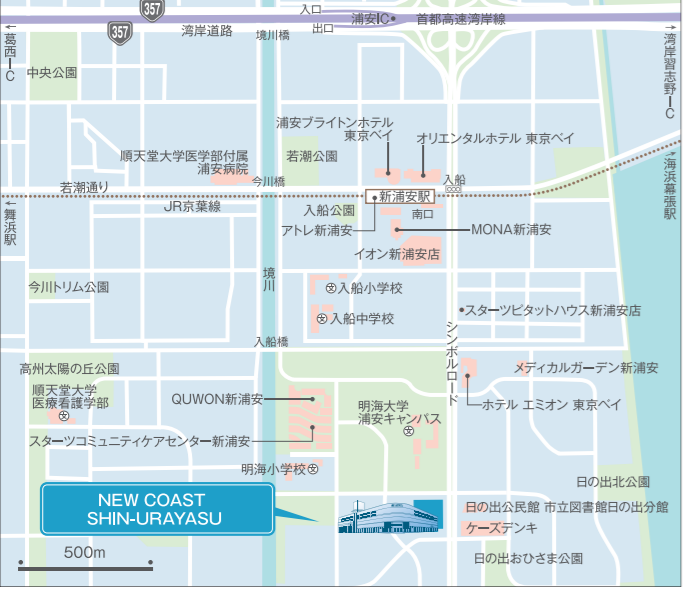 357
入口
浦安IC
首都高速湾岸線
357
湾岸道路
境川橋
出口
←葛西IC
→湾岸習志野IC
中央公園
浦安ブライトンホテル
東京ベイ
オリエンタルホテル 東京ベイ
順天堂大学医学部付属
浦安病院
若潮公園
→海浜幕張駅
若潮通り
今川橋
入船
新浦安駅
JR京葉線
←舞浜駅
入船公園
南口
アトレ新浦安
MONA新浦安
イオン新浦安店
境川
今川トリム公園
文入船小学校
文入船中学校
スターツピタットハウス新浦安店
シンボルロード
入船橋
高州太陽の丘公園
メディカルガーデン新浦安
順天堂大学
医療看護学部
文
QUWON新浦安
明海大学
浦安キャンパス
文
ホテル エミオン 東京ベイ
スターツコミュニティケアセンター新浦安
明海小学校文
日の出北公園
NEW COAST
SHIN-URAYASU
日の出公民館 市立図書館日の出分館
ケーズデンキ
500m
日の出おひさま公園